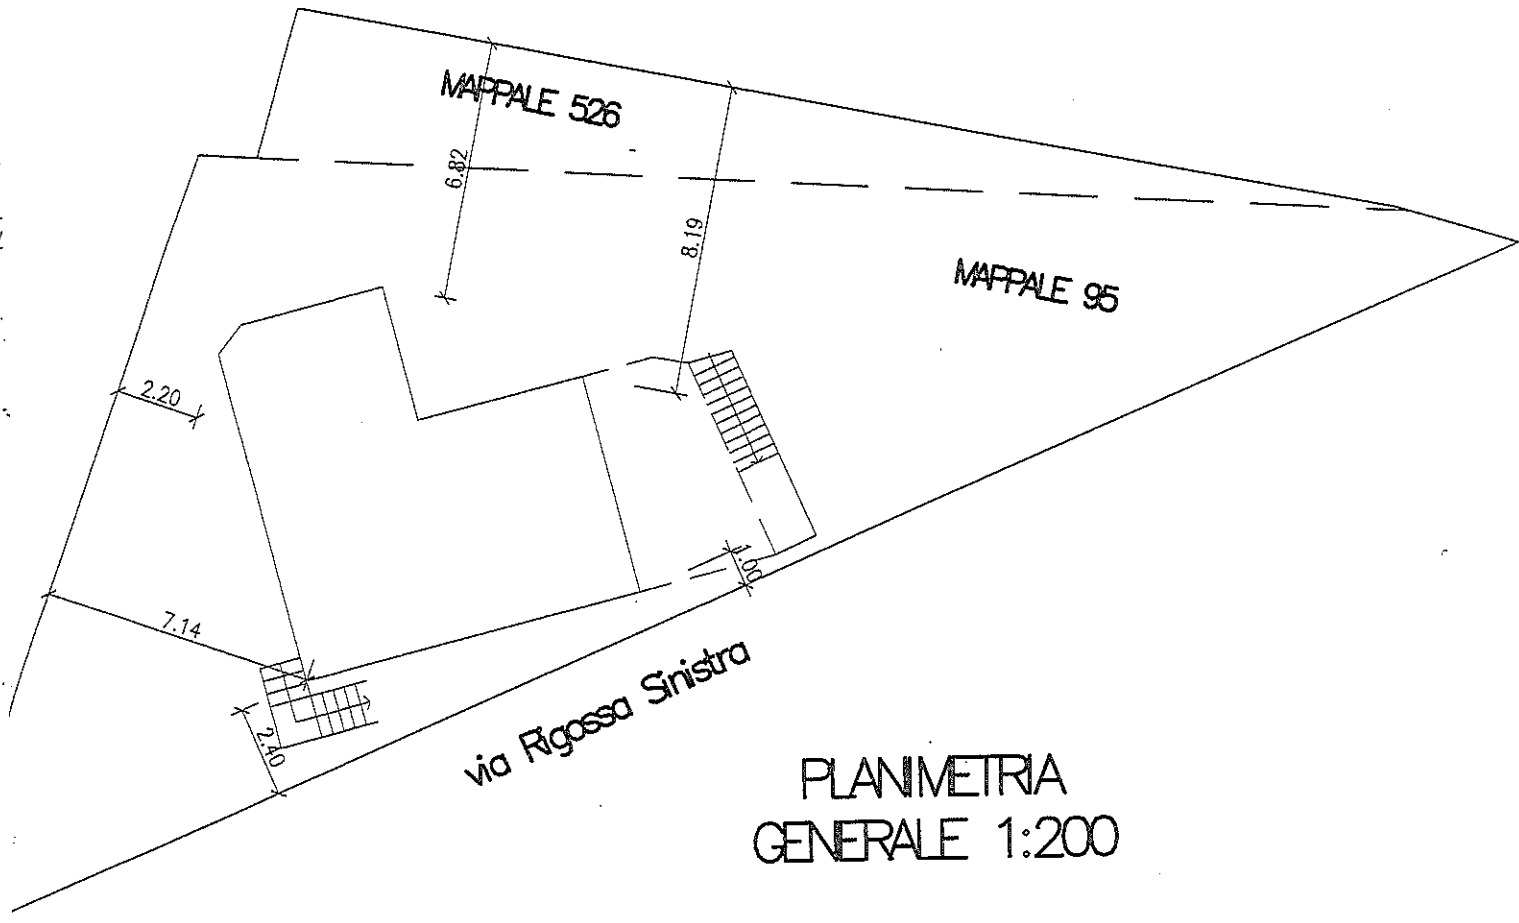 MAPPALE 526
6.82
8.19
MAPPALE 95
2.20
7.14
1.00
2.40
via Rigossa Sinistra
PLANIMETRIA
GENERALE 1:200